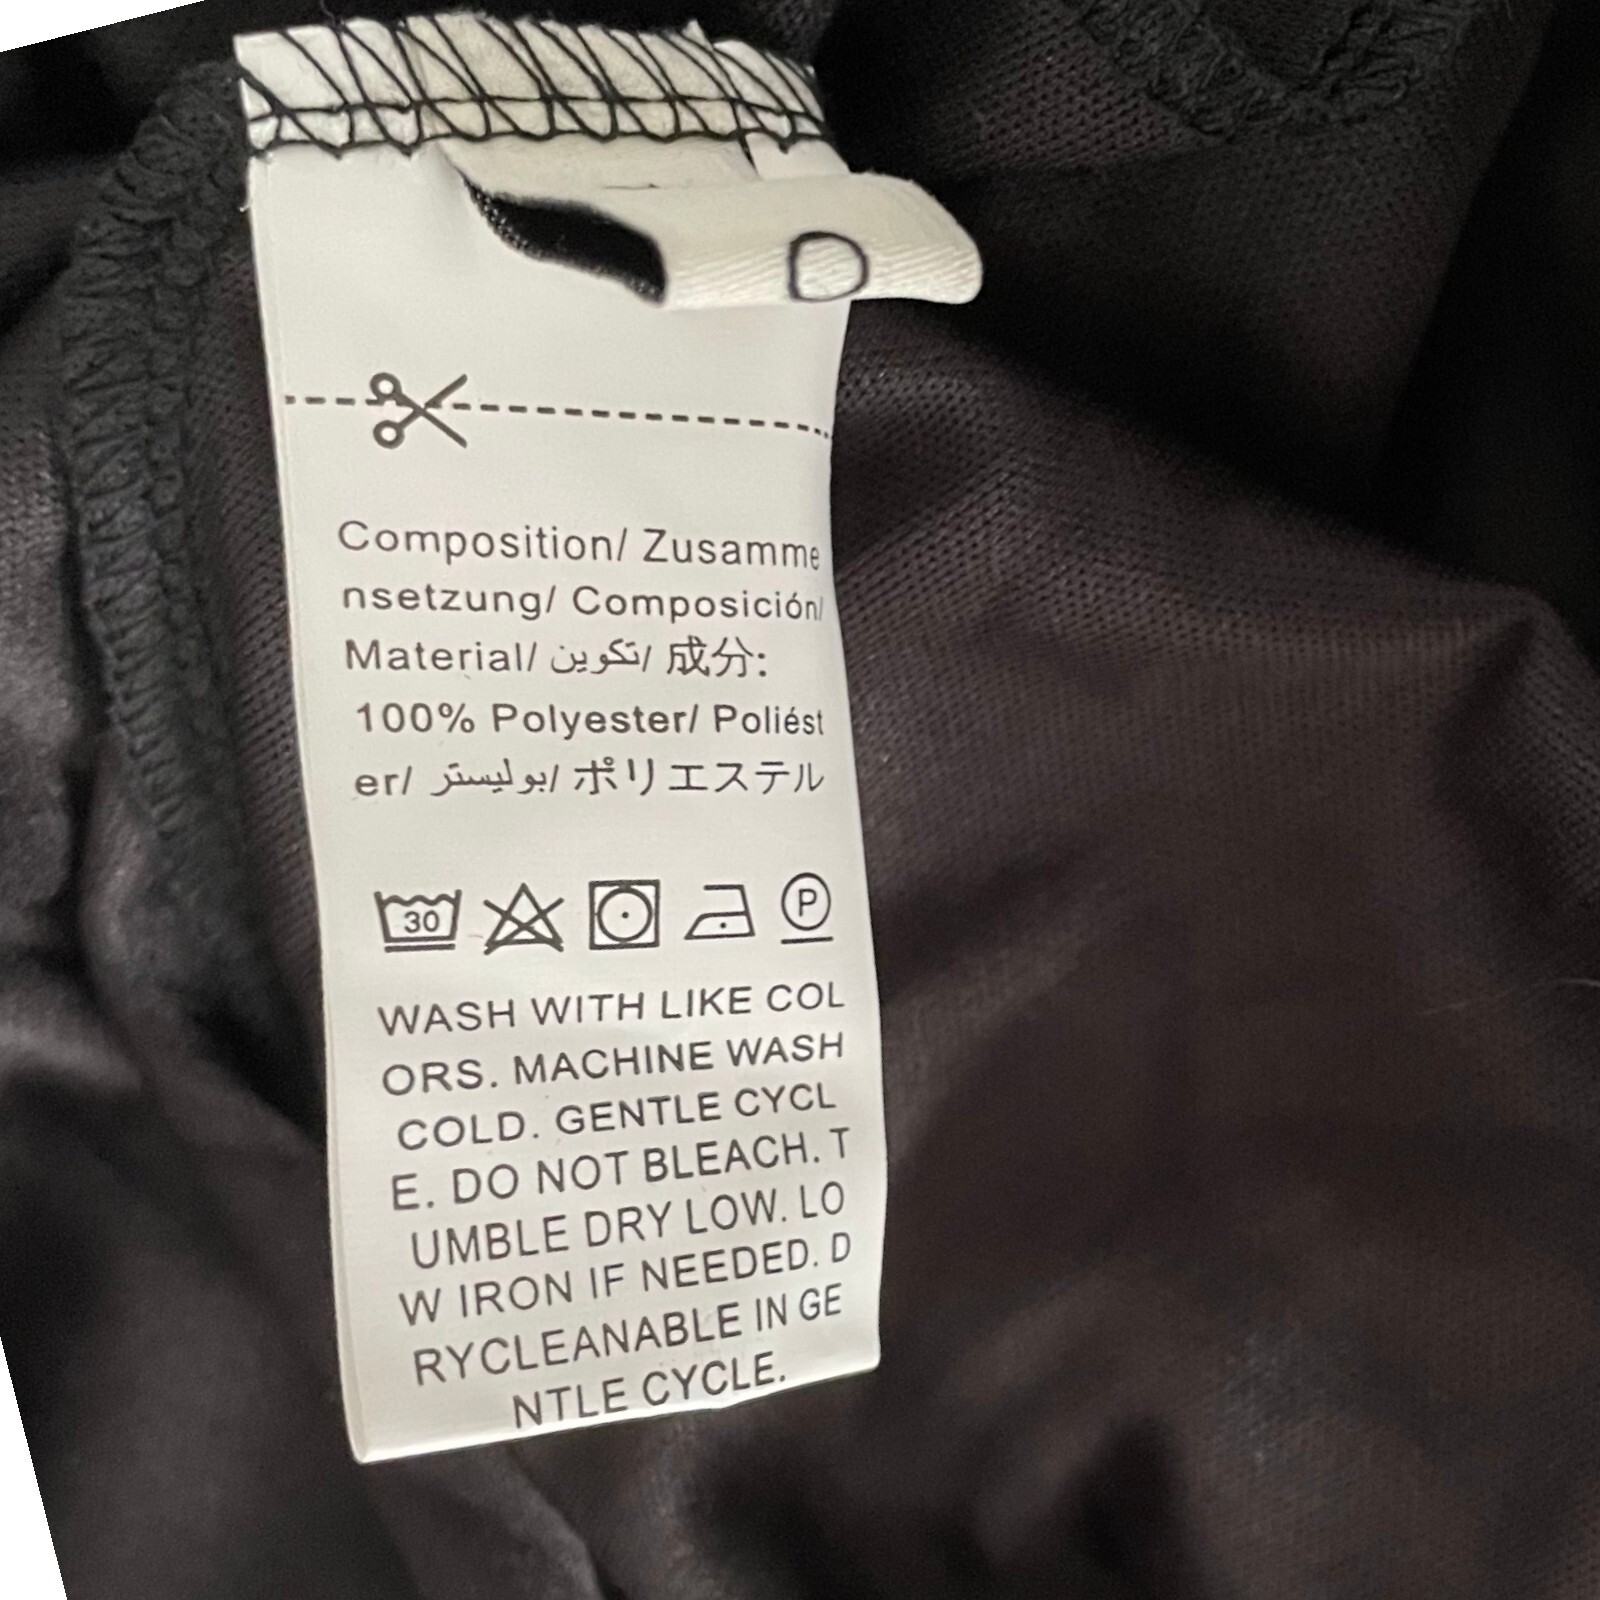 Composition/ Zusamme
nsetzung/ Composición/
Material/ تكوين/ 成分:
100% Polyester/ Poliést
er/ بوليستر/ ポリエステル
30 P
WASH WITH LIKE COL
ORS. MACHINE WASH
COLD. GENTLE CYCL
E. DO NOT BLEACH. T
UMBLE DRY LOW. LO
W IRON IF NEEDED. D
RYCLEANABLE IN GE
NTLE CYCLE.